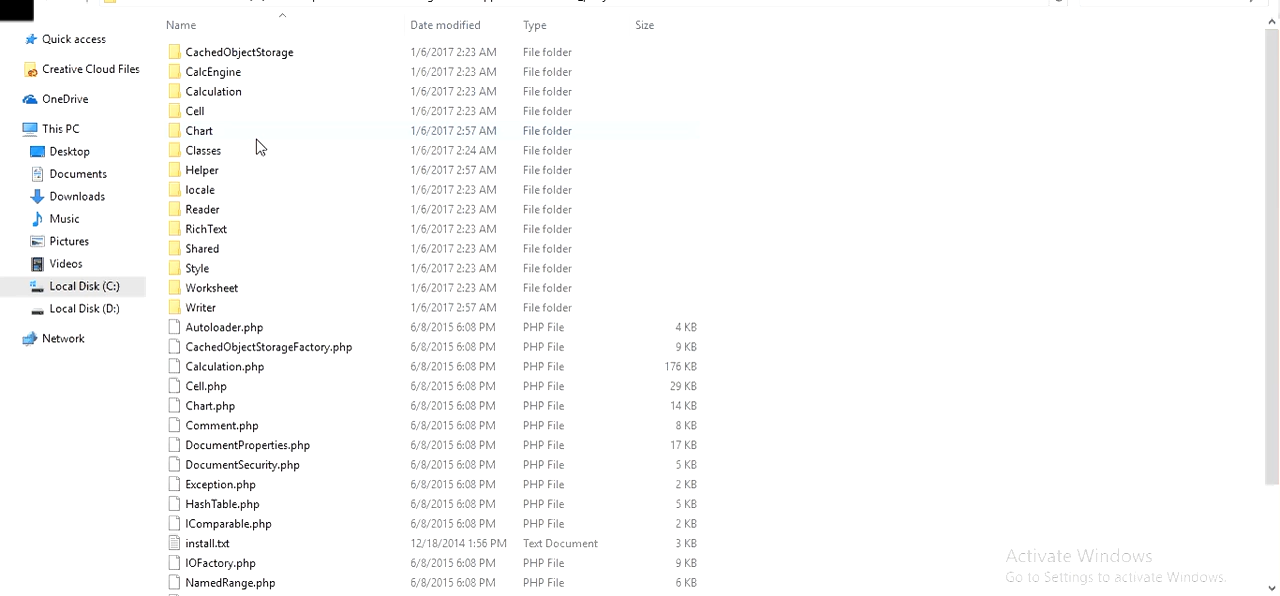 Name Date modified Type Size
Quick access
Creative Cloud Files
OneDrive
This PC
Desktop
Documents
Downloads
Music
Pictures
Videos
Local Disk (C:)
Local Disk (D:)
Network
CachedObjectStorage 1/6/2017 2:23 AM File folder
CalcEngine 1/6/2017 2:23 AM File folder
Calculation 1/6/2017 2:23 AM File folder
Cell 1/6/2017 2:23 AM File folder
Chart 1/6/2017 2:57 AM File folder
Classes 1/6/2017 2:24 AM File folder
Helper 1/6/2017 2:57 AM File folder
locale 1/6/2017 2:23 AM File folder
Reader 1/6/2017 2:23 AM File folder
RichText 1/6/2017 2:23 AM File folder
Shared 1/6/2017 2:23 AM File folder
Style 1/6/2017 2:23 AM File folder
Worksheet 1/6/2017 2:23 AM File folder
Writer 1/6/2017 2:57 AM File folder
Autoloader.php 6/8/2015 6:08 PM PHP File 4 KB
CachedObjectStorageFactory.php 6/8/2015 6:08 PM PHP File 9 KB
Calculation.php 6/8/2015 6:08 PM PHP File 176 KB
Cell.php 6/8/2015 6:08 PM PHP File 29 KB
Chart.php 6/8/2015 6:08 PM PHP File 14 KB
Comment.php 6/8/2015 6:08 PM PHP File 8 KB
DocumentProperties.php 6/8/2015 6:08 PM PHP File 17 KB
DocumentSecurity.php 6/8/2015 6:08 PM PHP File 5 KB
Exception.php 6/8/2015 6:08 PM PHP File 2 KB
HashTable.php 6/8/2015 6:08 PM PHP File 5 KB
IComparable.php 6/8/2015 6:08 PM PHP File 2 KB
install.txt 12/18/2014 1:56 PM Text Document 3 KB
IOFactory.php 6/8/2015 6:08 PM PHP File 9 KB
NamedRange.php 6/8/2015 6:08 PM PHP File 6 KB
Activate Windows
Go to Settings to activate Windows.